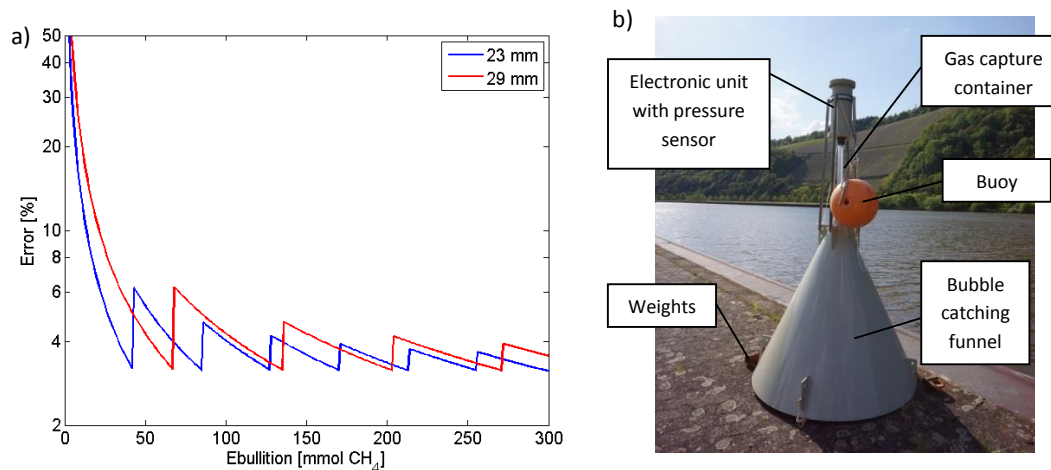 a)
50
40
30
20
10
8
6
4
2
Error [%]
0
50
100
150
200
250
300
Ebullition [mmol CH4]
23 mm
29 mm
b)
Electronic unit
with pressure
sensor
Gas capture
container
Buoy
Weights
Bubble
catching
funnel